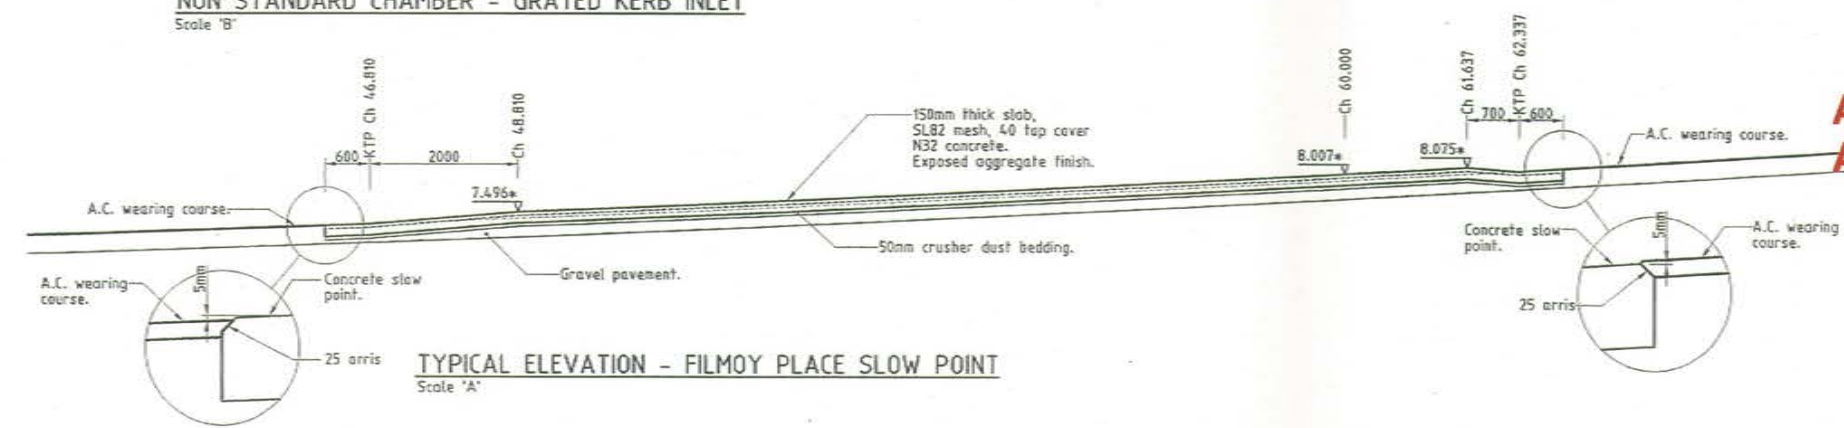 NON STANDARD CHAMBER - GRATED KERB INLET
Scale 'B'
KTP Ch 46.810
Ch 48.810
Ch 60.000
Ch 61.637
KTP Ch 62.337
600
2000
700
600
150mm thick slab,
SL82 mesh, 40 top cover
N32 concrete.
Exposed aggregate finish.
A.C. wearing course.
7.496*
8.007*
8.075*
A.C. wearing course.
50mm crusher dust bedding.
Gravel pavement.
A.C. wearing
course.
5mm
Concrete slow
point.
25 arris
Concrete slow
point.
5mm
A.C. wearing
course.
25 arris
TYPICAL ELEVATION - FILMOY PLACE SLOW POINT
Scale 'A'